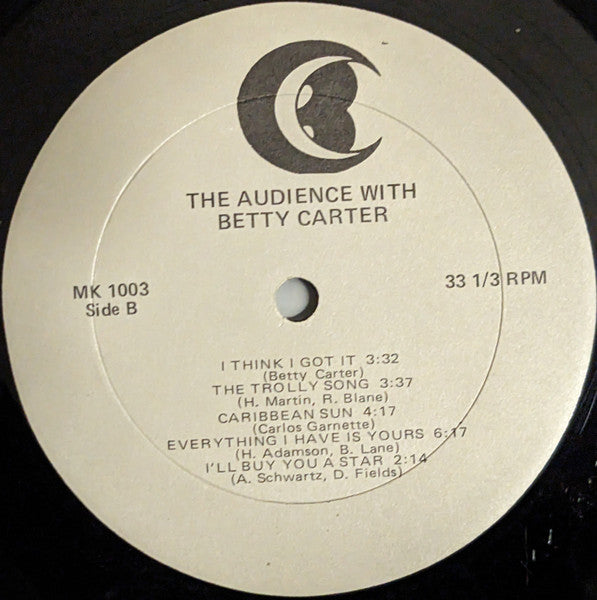 THE AUDIENCE WITH
BETTY CARTER
MK 1003
Side B
33 1/3 RPM
I THINK I GOT IT 3:32
(Betty Carter)
THE TROLLY SONG 3:37
(H. Martin, R. Blane)
CARIBBEAN SUN 4:17
(Carlos Garnette)
EVERYTHING I HAVE IS YOURS 6:17
(H. Adamson, B. Lane)
I'LL BUY YOU A STAR 2:14
(A. Schwartz, D. Fields)